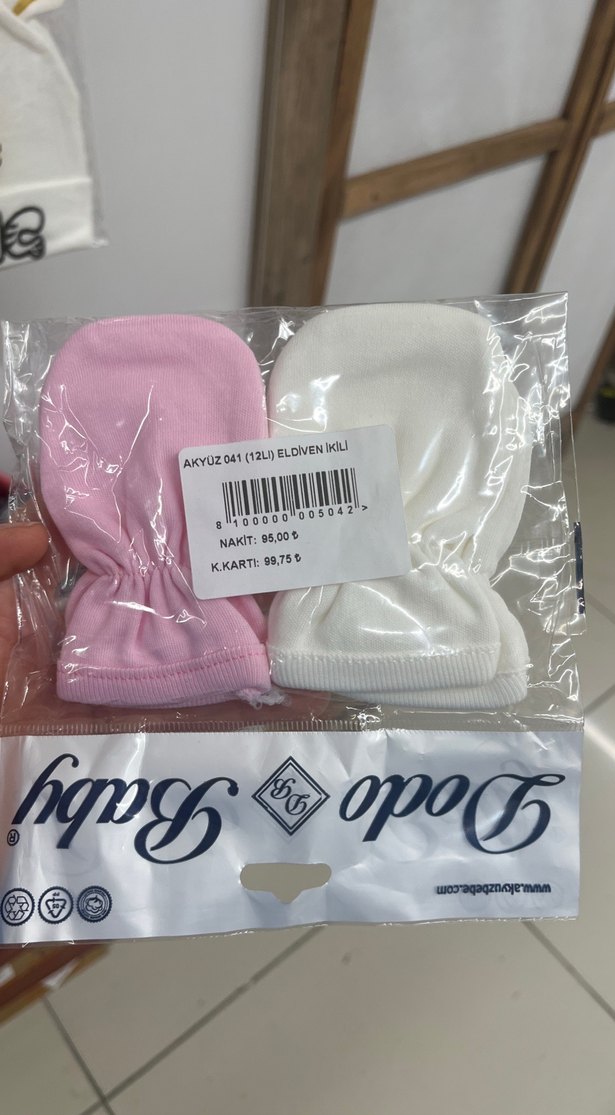 AKYÜZ 041 (12Lİ) ELDİVEN İKİLİ
8 100000 005042 >
NAKİT: 95,00 ₺
K.KARTI: 99,75 ₺
Dodo Baby ®
DB
www.akyuzbebe.com